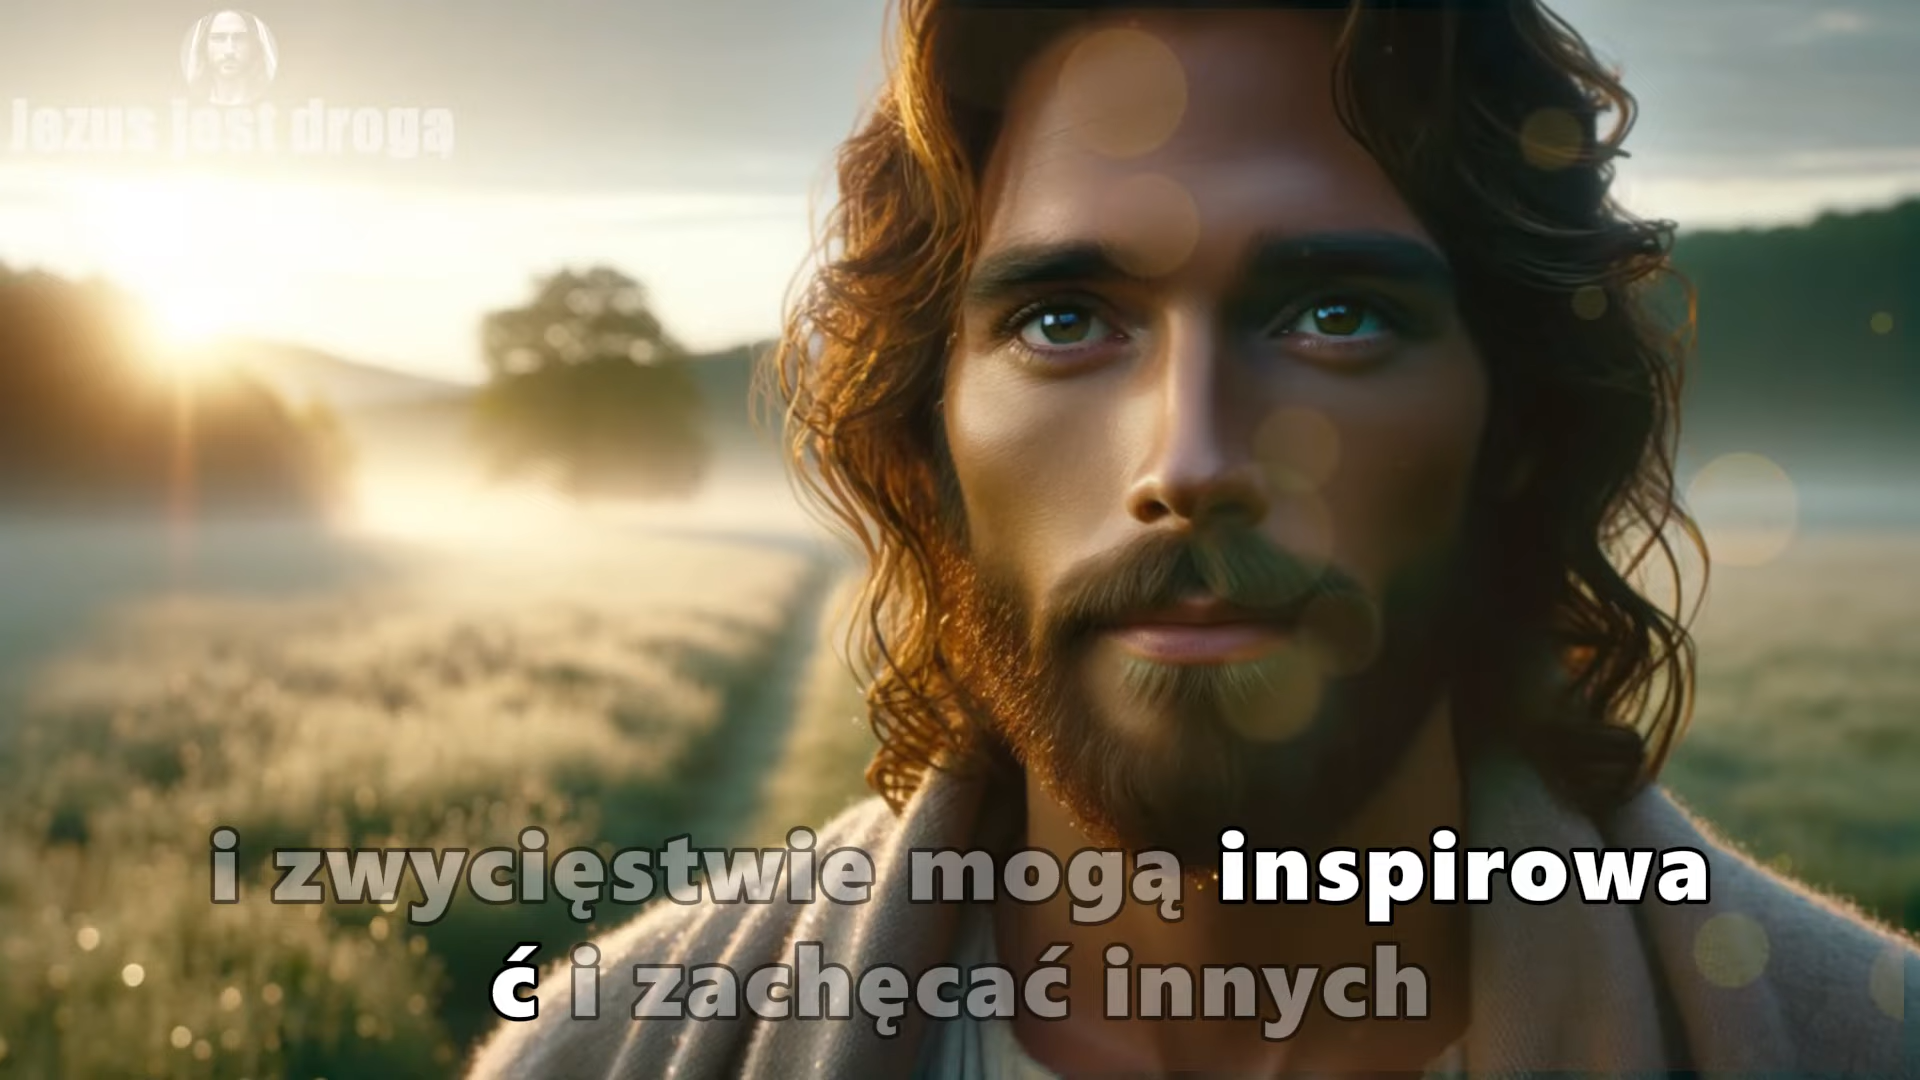 Jezus jest drogą
i zwycięstwie mogą inspirowa
ć i zachęcać innych